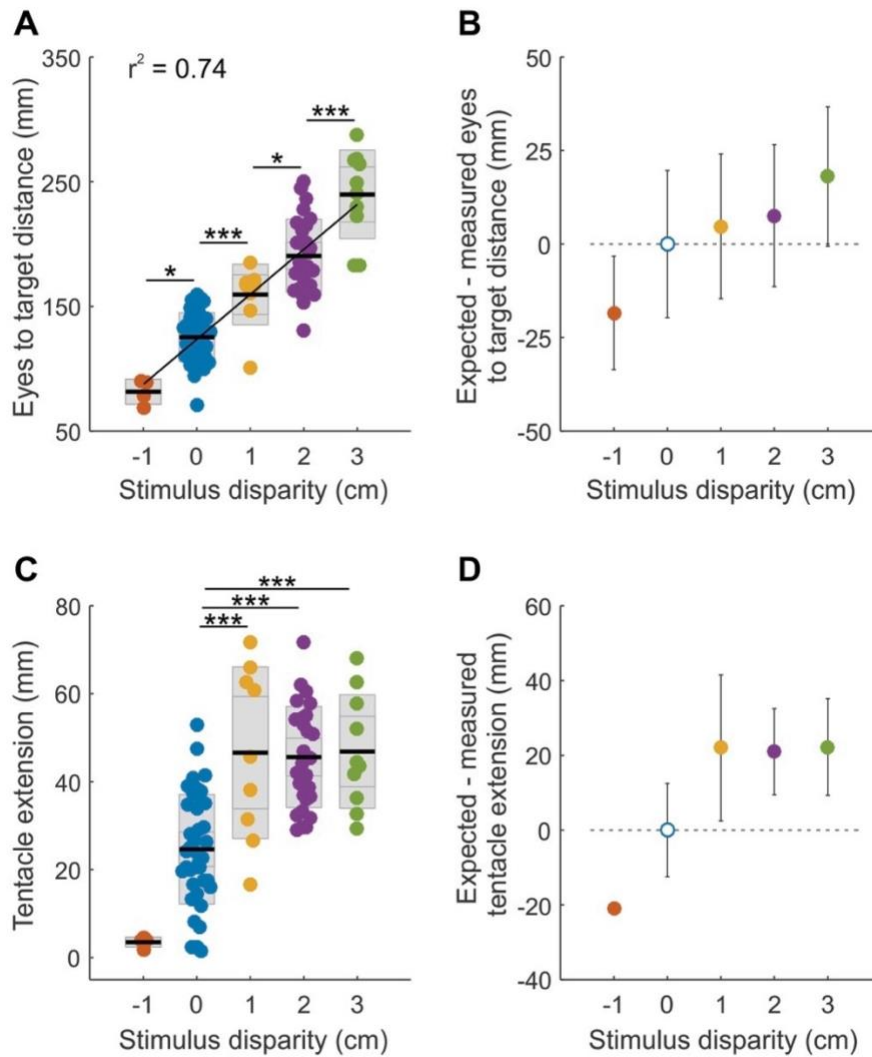 A
B
350
250
150
50
r² = 0.74
*
***
*
***
-1 0 1 2 3
Stimulus disparity (cm)
Eyes to target distance (mm)
50
25
0
-25
-50
-1 0 1 2 3
Stimulus disparity (cm)
Expected - measured eyes
to target distance (mm)
C
D
80
60
40
20
0
***
***
***
-1 0 1 2 3
Stimulus disparity (cm)
Tentacle extension (mm)
60
40
20
0
-20
-40
-1 0 1 2 3
Stimulus disparity (cm)
Expected - measured
tentacle extension (mm)